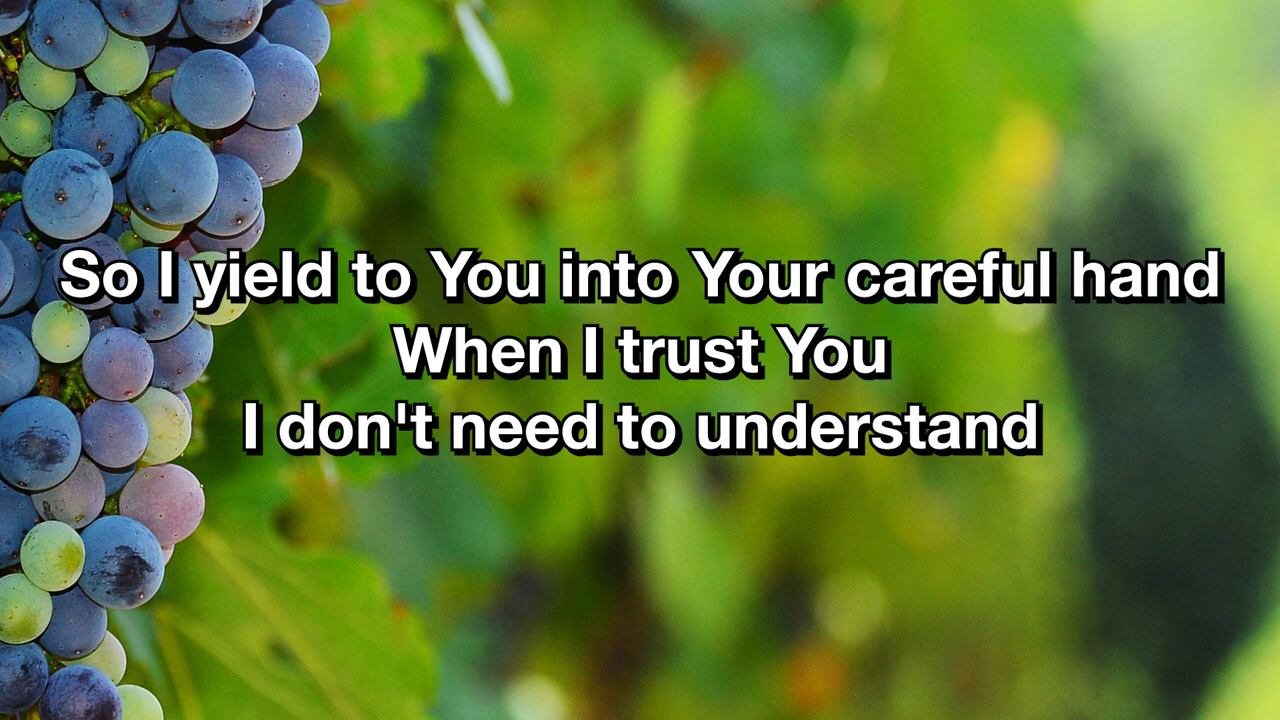 So I yield to You into Your careful hand
When I trust You
I don't need to understand